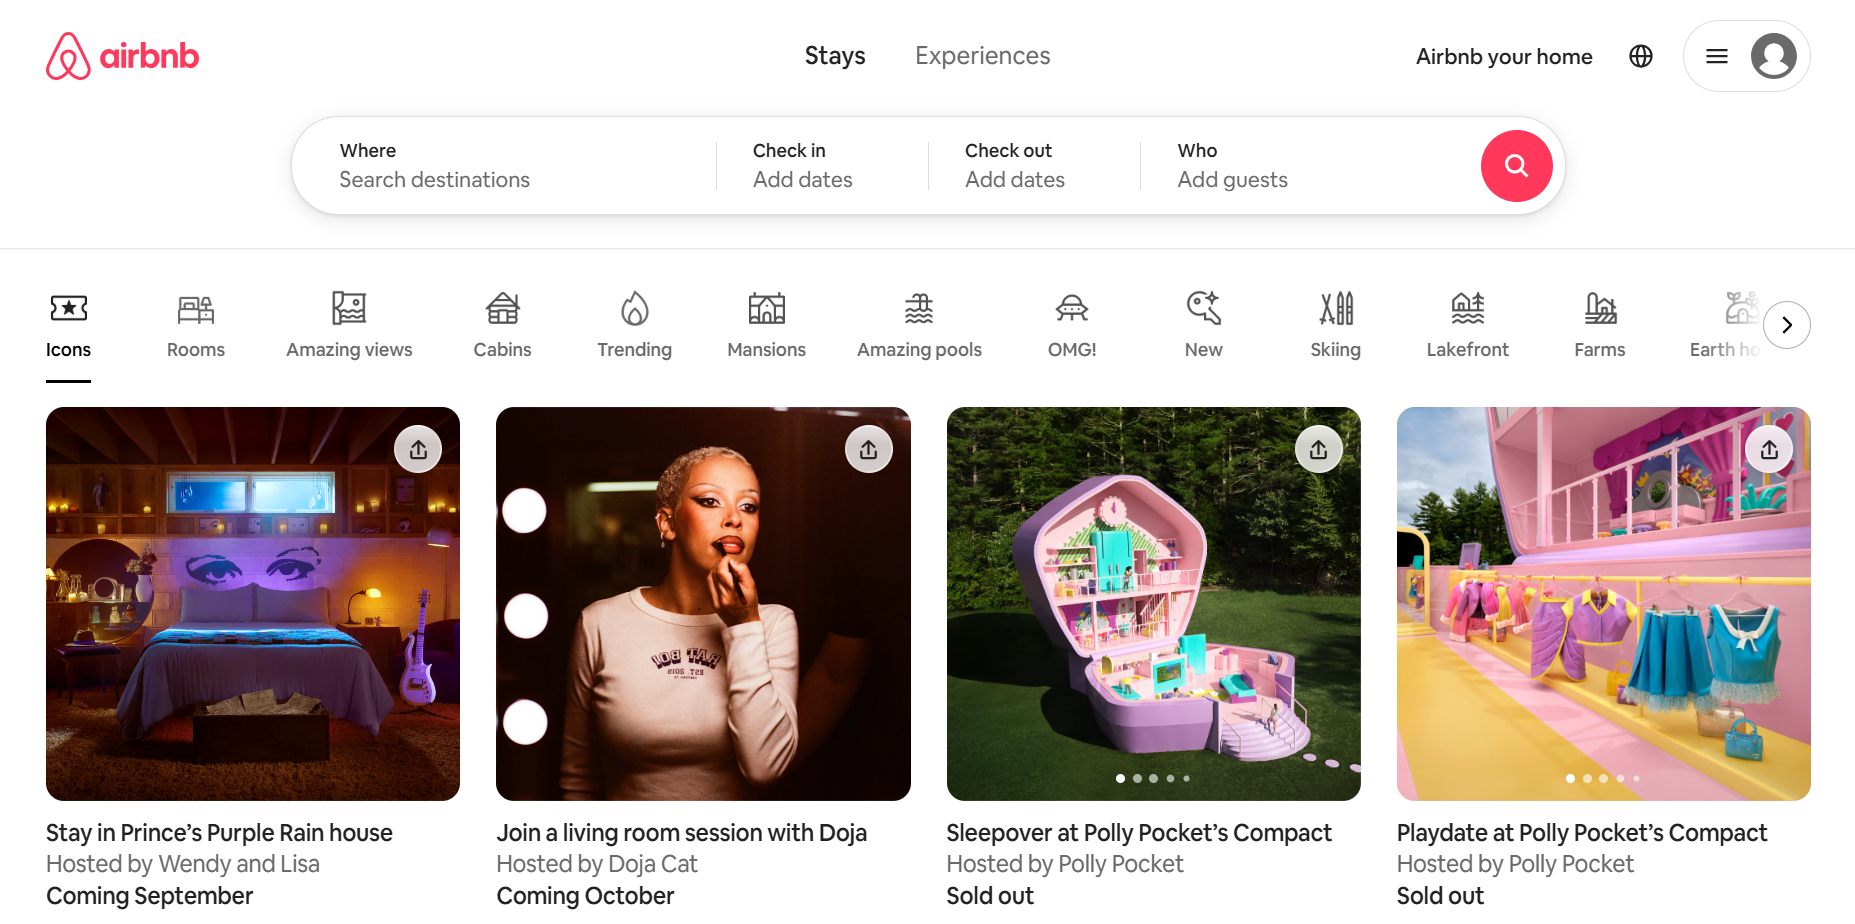 airbnb
Stays
Experiences
Airbnb your home
Where
Search destinations
Check in
Add dates
Check out
Add dates
Who
Add guests
Icons
Rooms
Amazing views
Cabins
Trending
Mansions
Amazing pools
OMG!
New
Skiing
Lakefront
Farms
Earth ho
RAT BOI
EST. 2019
Stay in Prince’s Purple Rain house
Hosted by Wendy and Lisa
Coming September
Join a living room session with Doja
Hosted by Doja Cat
Coming October
Sleepover at Polly Pocket’s Compact
Hosted by Polly Pocket
Sold out
Playdate at Polly Pocket’s Compact
Hosted by Polly Pocket
Sold out